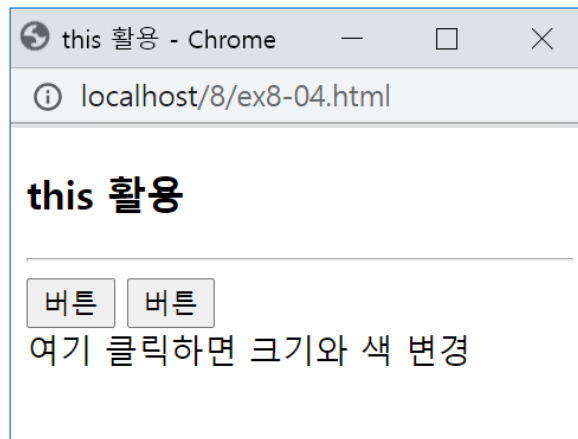 this 활용 - Chrome
localhost/8/ex8-04.html
this 활용
버튼 버튼
여기 클릭하면 크기와 색 변경